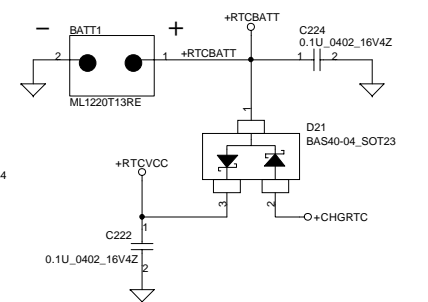 +RTCBATT
− BATT1 +
C224
0.1U_0402_16V4Z
2 1 +RTCBATT 1 2
ML1220T13RE
1
D21
BAS40-04_SOT23
+RTCVCC
4
3 2
+CHGRTC
C222 1
0.1U_0402_16V4Z
2